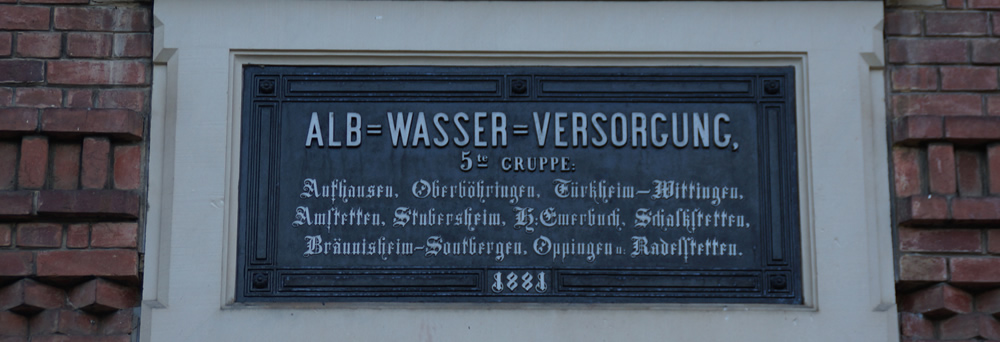 ALB=WASSER=VERSORGUNG,
5te GRUPPE:
Aufhausen, Oberböhringen, Türkheim-Wittingen,
Amstetten, Stubersheim, H:Emerbuch, Schalkstetten,
Bräunisheim-Sontbergen, Oppingen u: Radelstetten.
1881